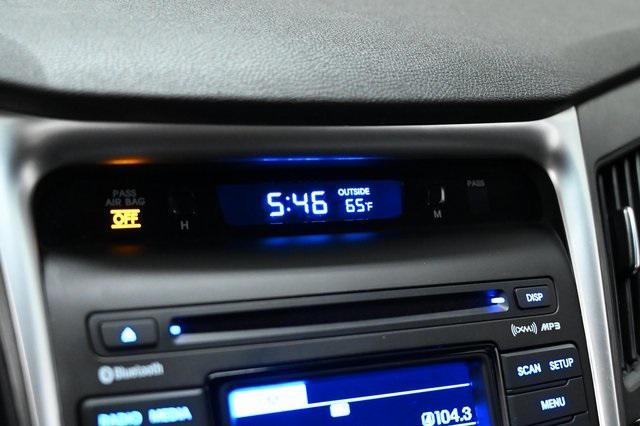 PASS
AIR BAG
OFF
H
5:46
OUTSIDE
65°F
M
PASS
DISP
XM MP3
Bluetooth
SCAN SETUP
RADIO MEDIA
MENU
104.3